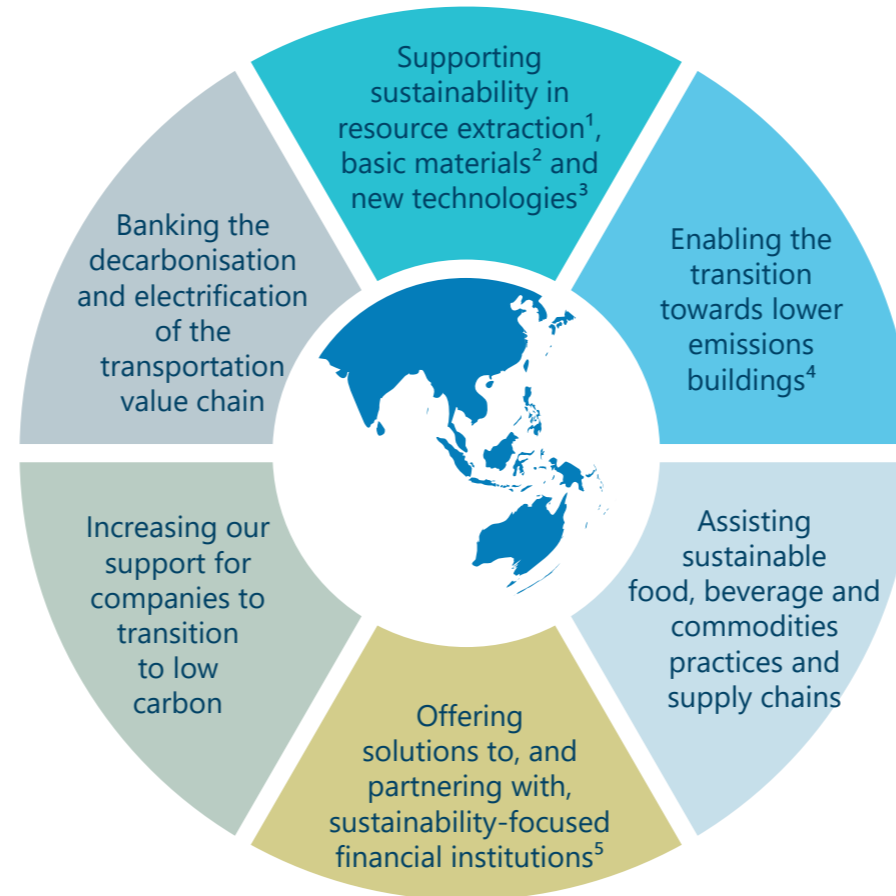 Supporting
sustainability in
resource extraction¹,
basic materials² and
new technologies³
Enabling the
transition
towards lower
emissions
buildings⁴
Assisting
sustainable
food, beverage and
commodities
practices and
supply chains
Offering
solutions to, and
partnering with,
sustainability-focused
financial institutions⁵
Increasing our
support for
companies to
transition
to low
carbon
Banking the
decarbonisation
and electrification
of the
transportation
value chain